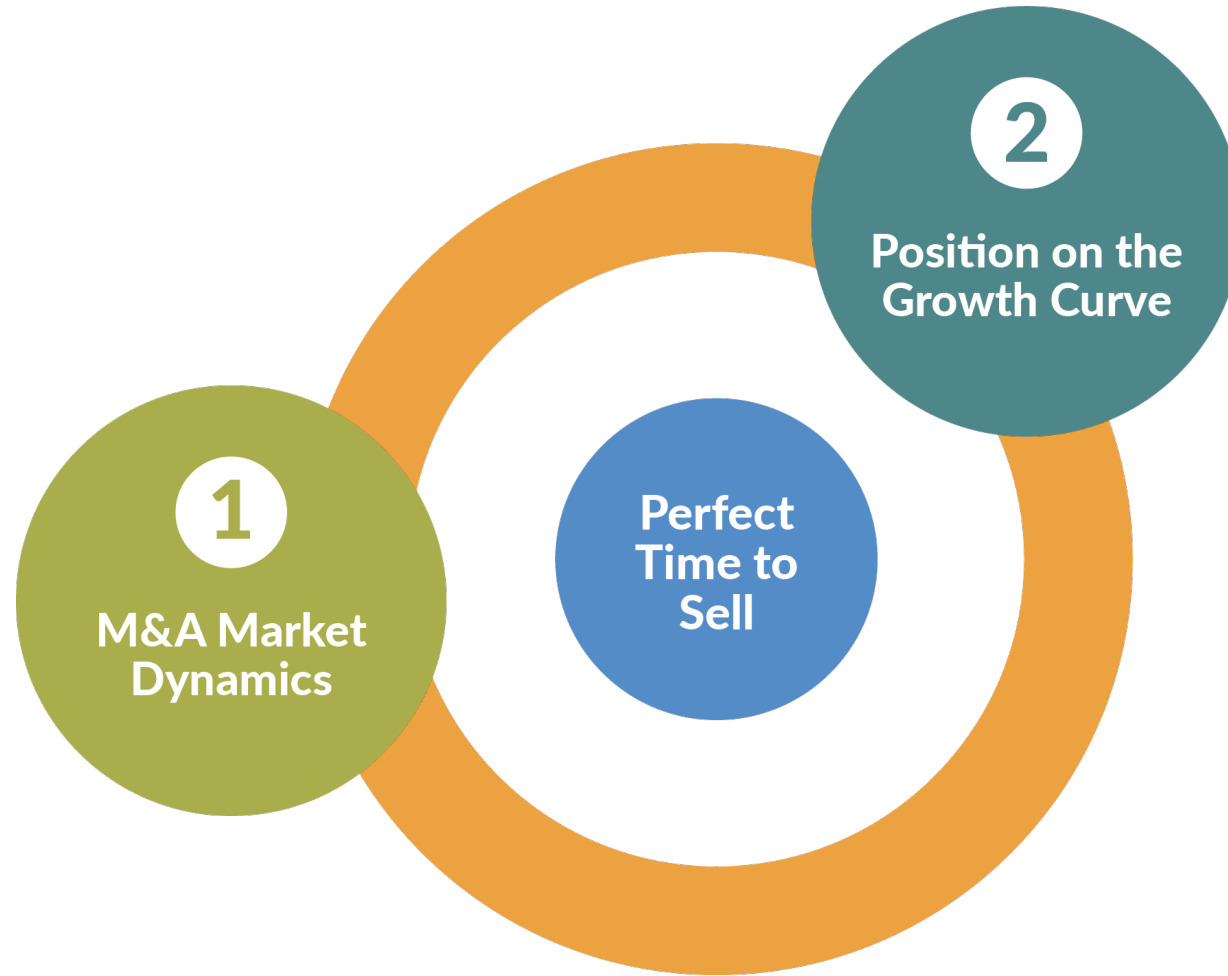 1
M&A Market
Dynamics
2
Position on the
Growth Curve
Perfect
Time to
Sell